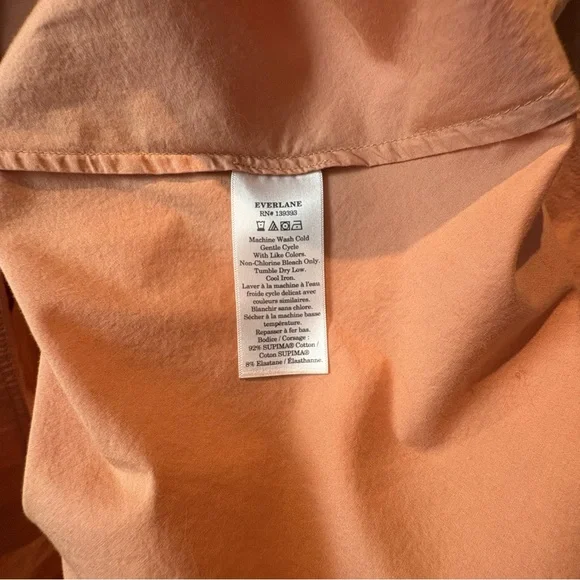 EVERLANE
RN# 139393
Machine Wash Cold
Gentle Cycle
With Like Colors.
Non-Chlorine Bleach Only.
Tumble Dry Low.
Cool Iron.
Laver à la machine à l'eau
froide cycle delicat avec
couleurs similaires.
Blanchir sans chlore.
Sécher à la machine basse
température.
Repasser à fer bas.
Bodice / Corsage :
92% SUPIMA® Cotton /
Coton SUPIMA®
8% Elastane / Élasthanne.